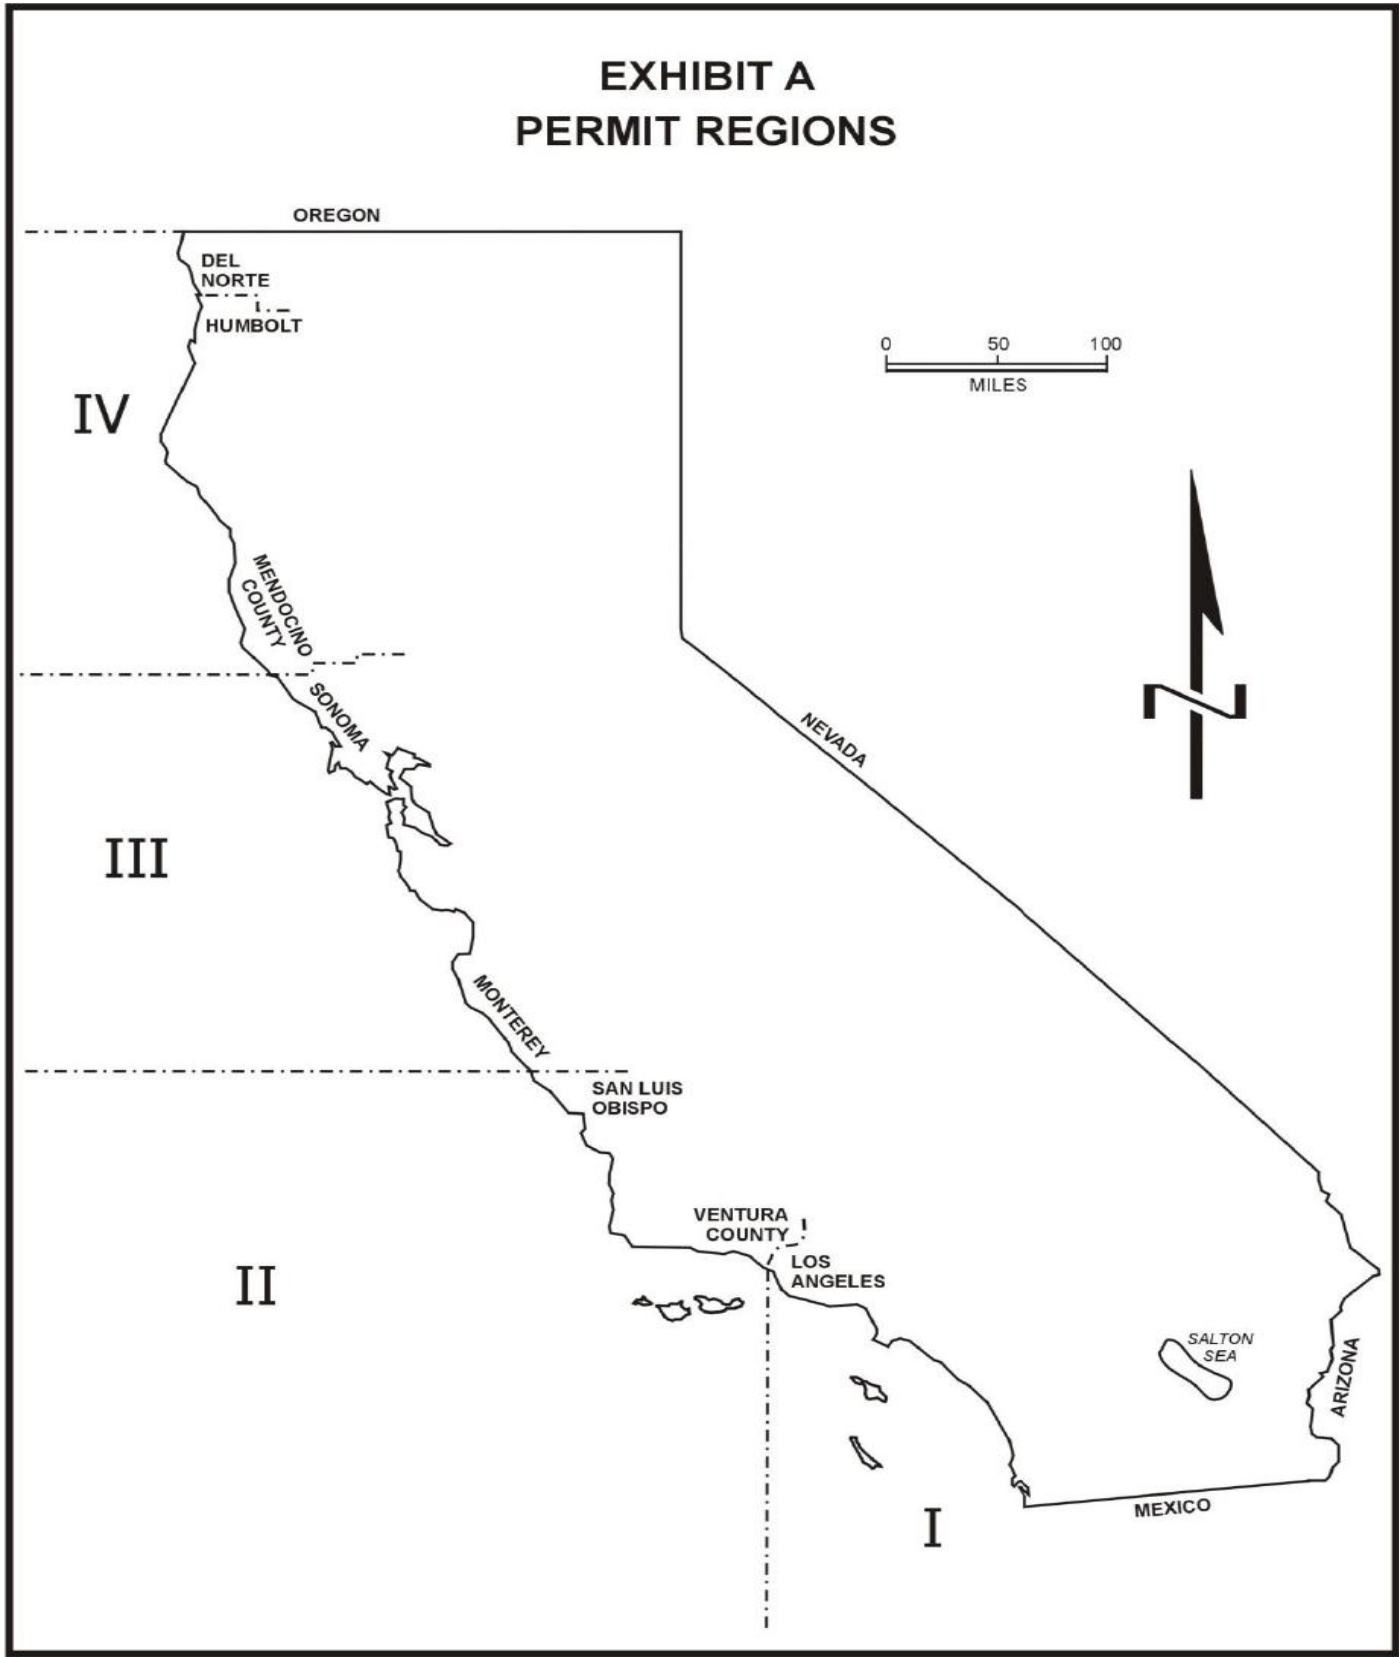 EXHIBIT A
PERMIT REGIONS
OREGON
DEL
NORTE
HUMBOLT
0 50 100
MILES
IV
MENDOCINO
COUNTY
SONOMA
NEVADA
III
MONTEREY
SAN LUIS
OBISPO
VENTURA
COUNTY
LOS
ANGELES
II
SALTON
SEA
ARIZONA
MEXICO
I